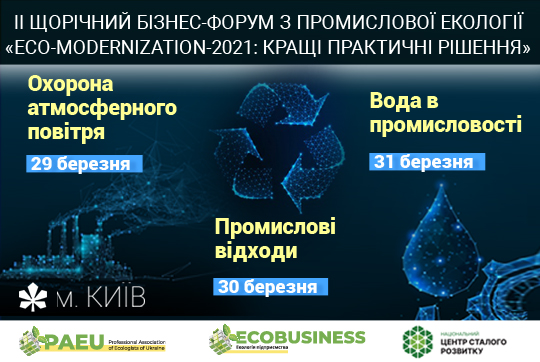 ІІ ЩОРІЧНИЙ БІЗНЕС-ФОРУМ З ПРОМИСЛОВОЇ ЕКОЛОГІЇ
«ECO-MODERNIZATION-2021: КРАЩІ ПРАКТИЧНІ РІШЕННЯ»
Охорона
атмосферного
повітря
29 березня
Промислові
відходи
30 березня
Вода в
промисловості
31 березня
м. КИЇВ
PAEU
Professional Association
of Ecologists of Ukraine
ECOBUSINESS
Екологія підприємства
НАЦІОНАЛЬНИЙ
ЦЕНТР СТАЛОГО
РОЗВИТКУ